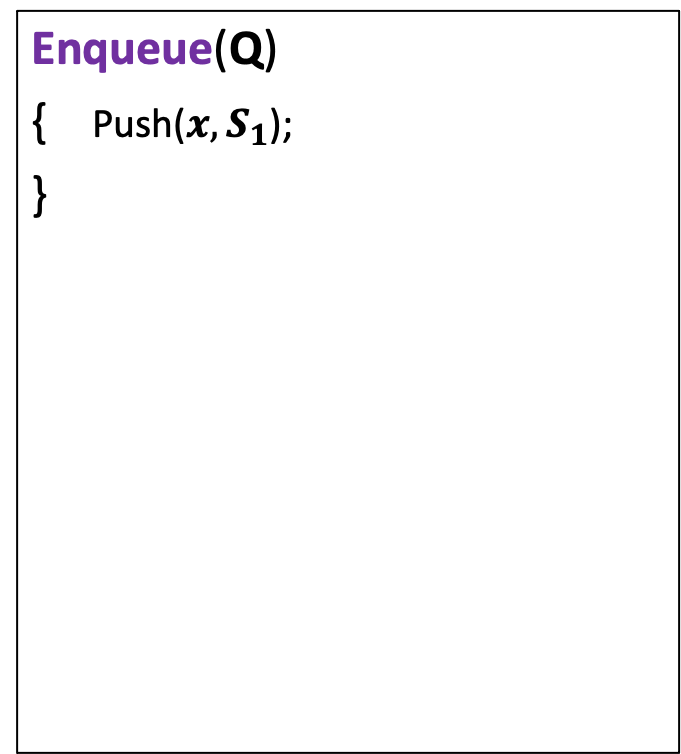 Enqueue(Q)
{ Push(x, S₁);
}